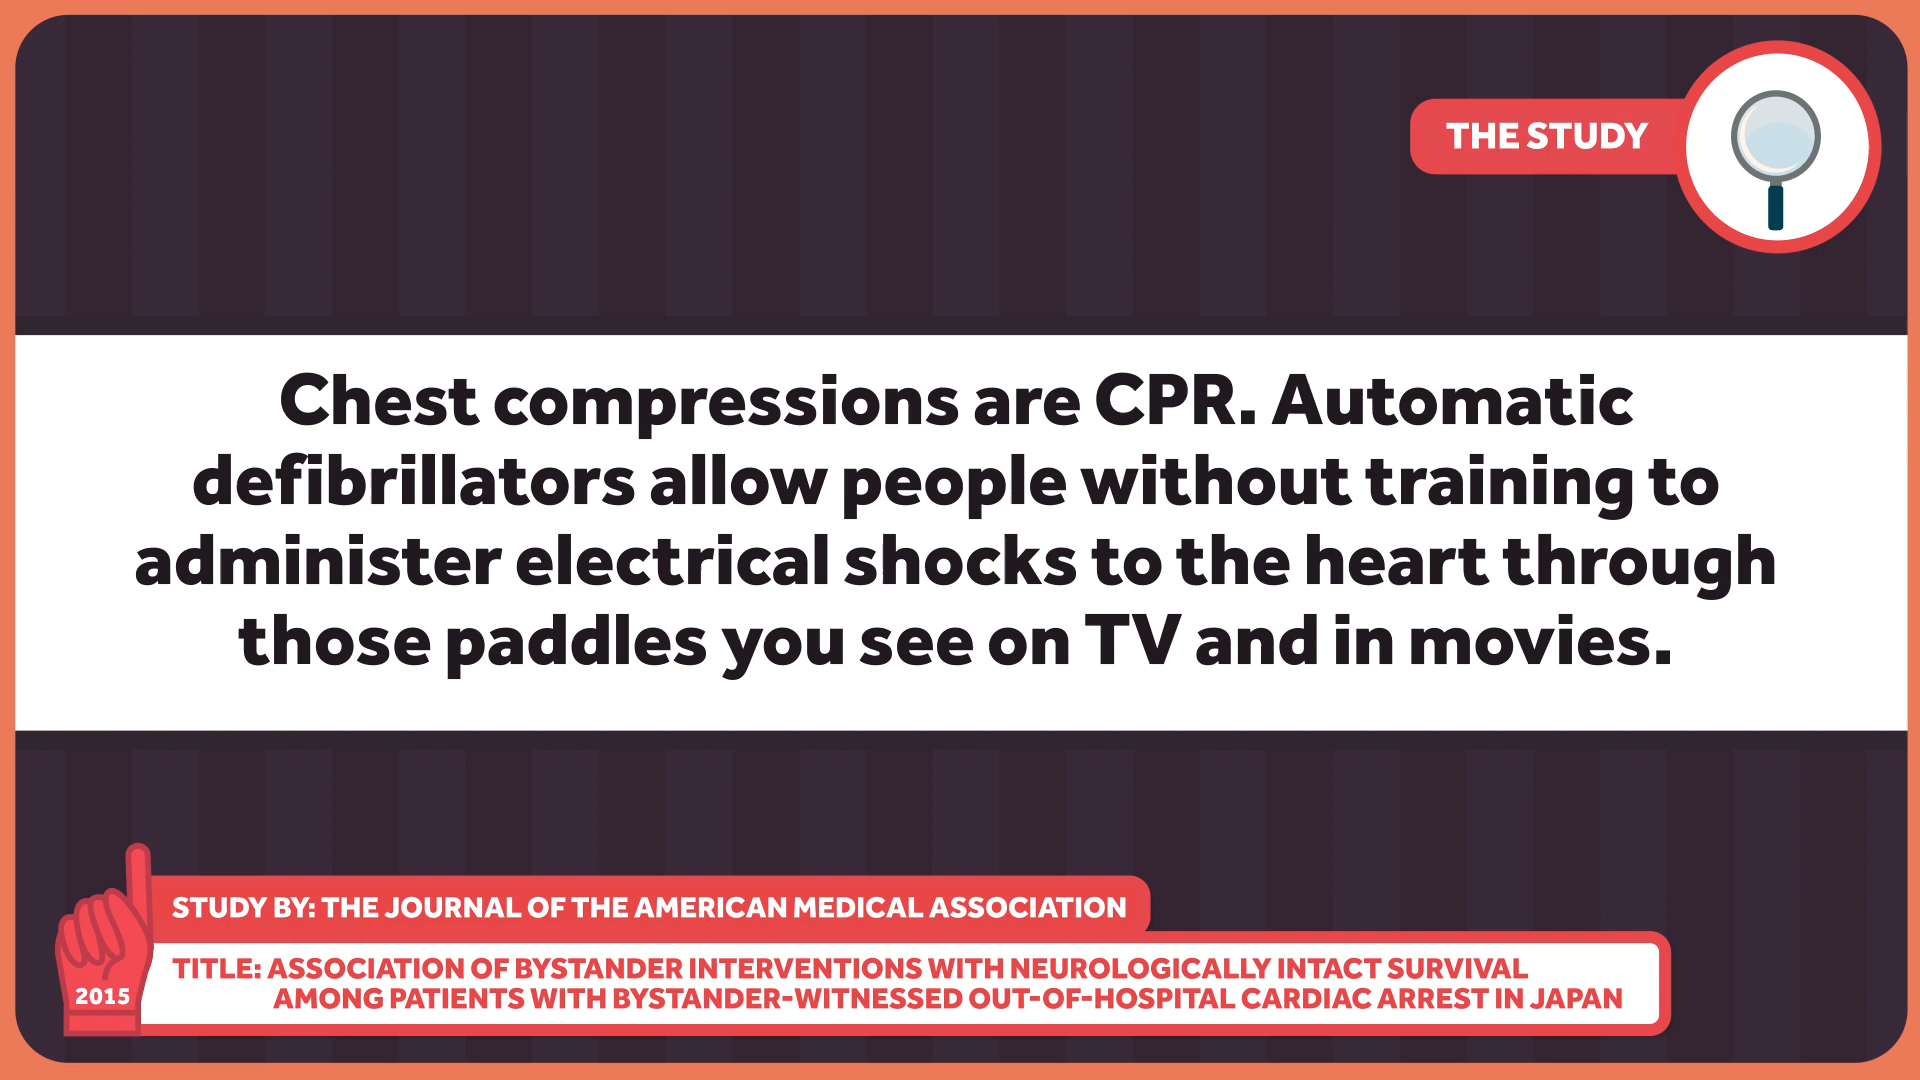 THE STUDY
Chest compressions are CPR. Automatic
defibrillators allow people without training to
administer electrical shocks to the heart through
those paddles you see on TV and in movies.
STUDY BY: THE JOURNAL OF THE AMERICAN MEDICAL ASSOCIATION
TITLE: ASSOCIATION OF BYSTANDER INTERVENTIONS WITH NEUROLOGICALLY INTACT SURVIVAL
AMONG PATIENTS WITH BYSTANDER-WITNESSED OUT-OF-HOSPITAL CARDIAC ARREST IN JAPAN
2015